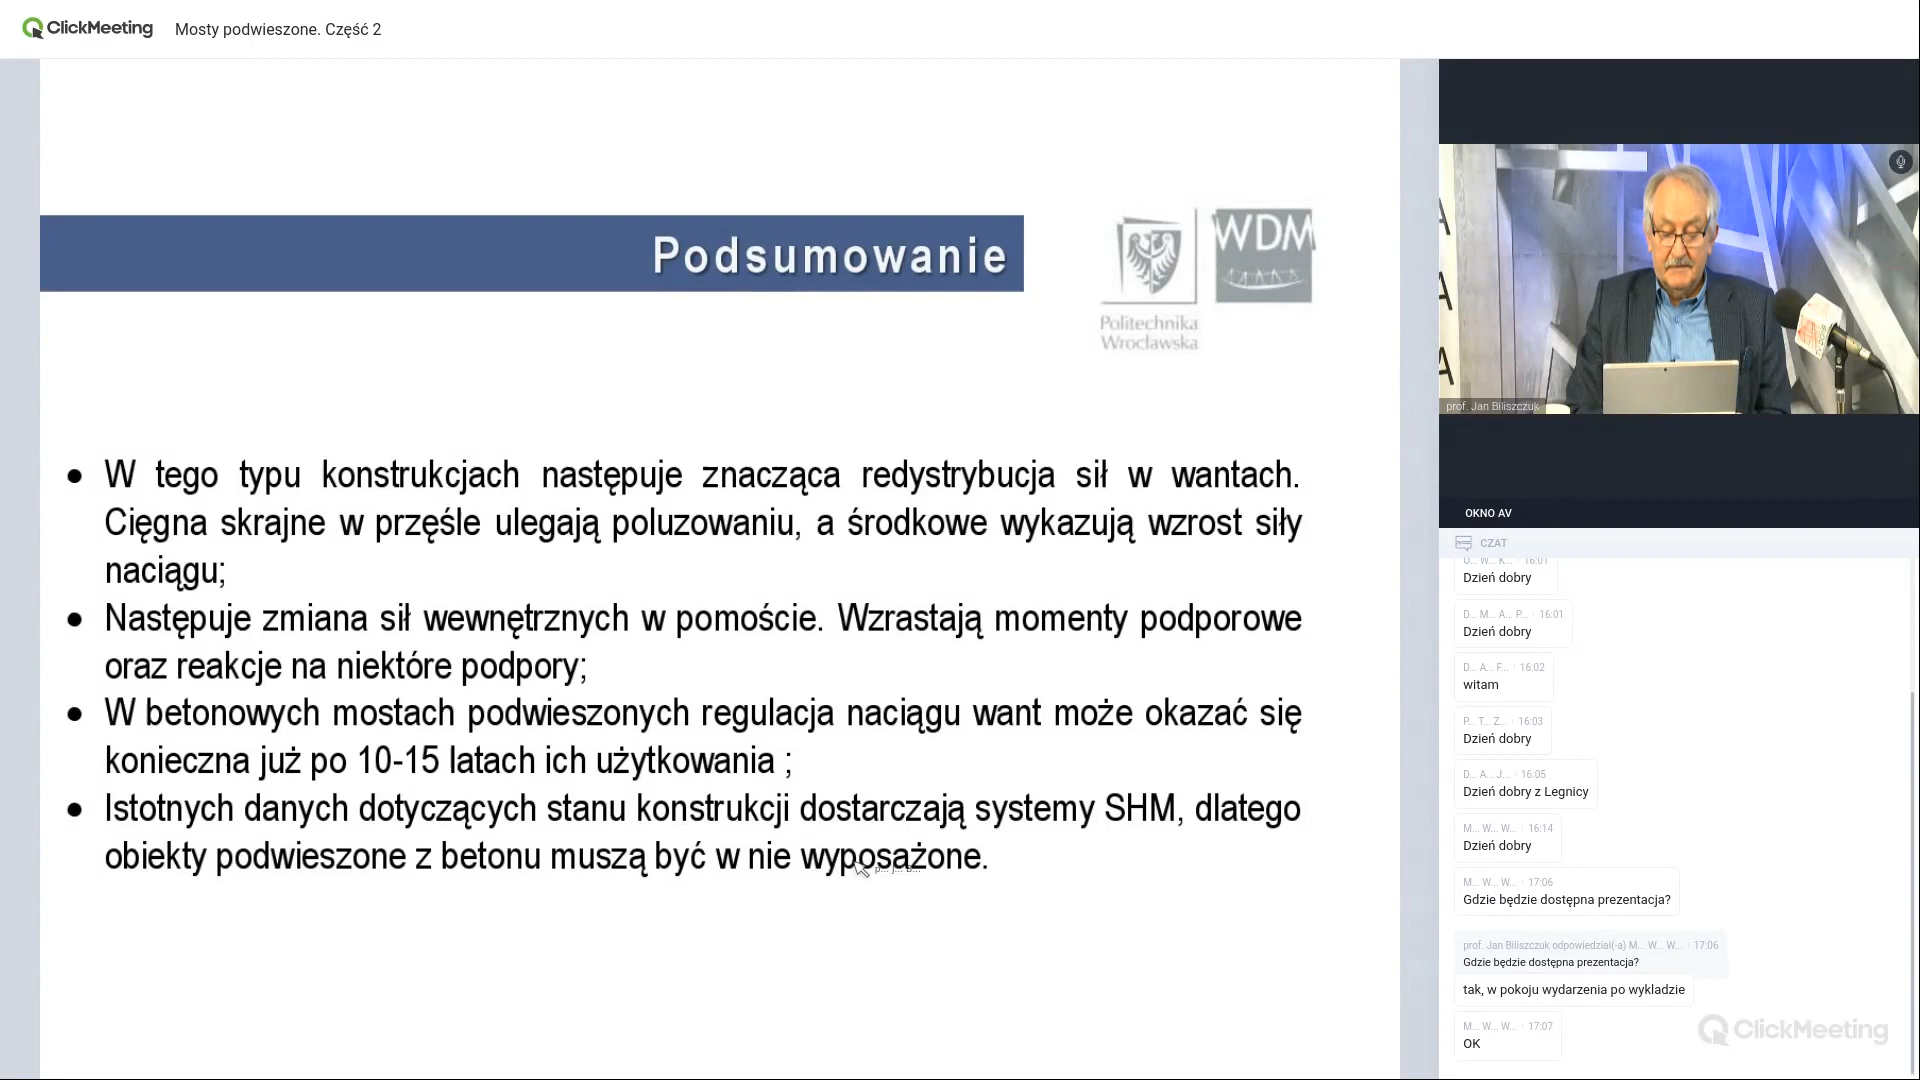 ClickMeeting
Mosty podwieszone. Część 2
Podsumowanie
WDM
Politechnika
Wrocławska
• W tego typu konstrukcjach następuje znacząca redystrybucja sił w wantach.
Cięgna skrajne w przęśle ulegają poluzowaniu, a środkowe wykazują wzrost siły
naciągu;
• Następuje zmiana sił wewnętrznych w pomoście. Wzrastają momenty podporowe
oraz reakcje na niektóre podpory;
• W betonowych mostach podwieszonych regulacja naciągu want może okazać się
konieczna już po 10-15 latach ich użytkowania ;
• Istotnych danych dotyczących stanu konstrukcji dostarczają systemy SHM, dlatego
obiekty podwieszone z betonu muszą być w nie wyposażone.
p... J... B...
prof. Jan Biliszczuk
OKNO AV
CZAT
U... W... K... 16:01
Dzień dobry
D... M... A... P... 16:01
Dzień dobry
D... A... F... 16:02
witam
P... T... Z... 16:03
Dzień dobry
D... A... J... 16:05
Dzień dobry z Legnicy
M... W... W... 16:14
Dzień dobry
M... W... W... 17:06
Gdzie będzie dostępna prezentacja?
prof. Jan Biliszczuk odpowiedział(-a) M... W... W... 17:06
Gdzie będzie dostępna prezentacja?
tak, w pokoju wydarzenia po wykladzie
M... W... W... 17:07
OK
ClickMeeting